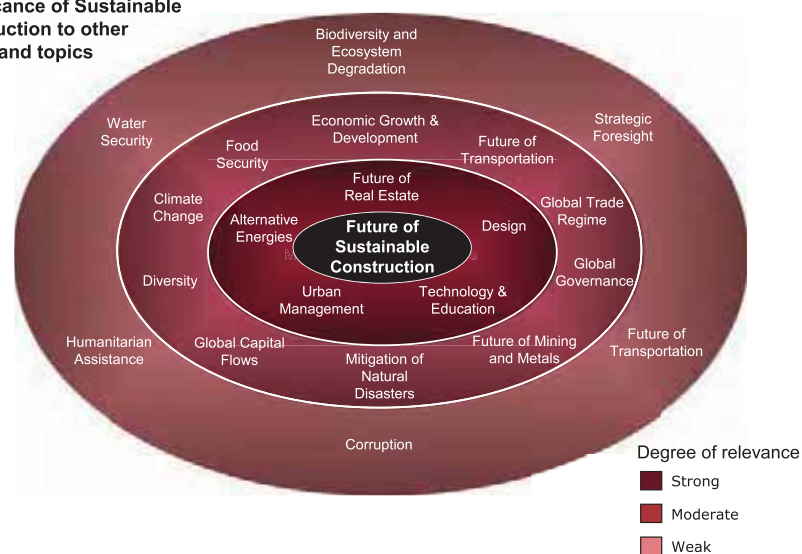 cance of Sustainable
uction to other
and topics
Biodiversity and
Ecosystem
Degradation
Water
Security
Strategic
Foresight
Economic Growth &
Development
Food
Security
Future of
Transportation
Climate
Change
Global Trade
Regime
Future of
Real Estate
Alternative
Energies
Design
Future of
Sustainable
Construction
Diversity
Global
Governance
Urban
Management
Technology &
Education
Humanitarian
Assistance
Global Capital
Flows
Mitigation of
Natural
Disasters
Future of Mining
and Metals
Future of
Transportation
Corruption
Degree of relevance
Strong
Moderate
Weak